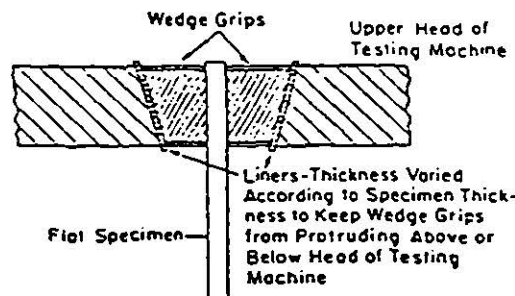 Wedge Grips
Upper Head of
Testing Machine
Liners-Thickness Varied
According to Specimen Thick-
ness to Keep Wedge Grips
from Protruding Above or
Below Head of Testing
Machine
Flat Specimen